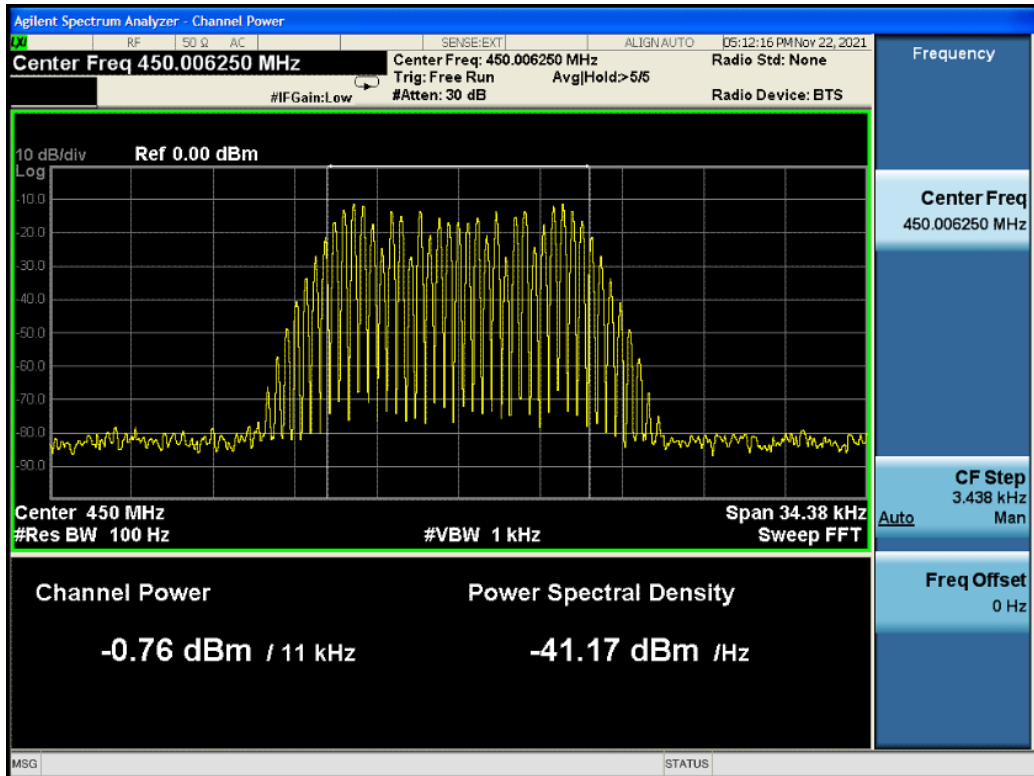 Agilent Spectrum Analyzer - Channel Power
LXI RF 50 Ω AC SENSE:EXT ALIGNAUTO 05:12:16 PMNov 22, 2021
Center Freq 450.006250 MHz
Center Freq: 450.006250 MHz
Radio Std: None
Trig: Free Run Avg|Hold:>5/5
#IFGain:Low
#Atten: 30 dB
Radio Device: BTS
10 dB/div Ref 0.00 dBm
Log
-10.0
-20.0
-30.0
-40.0
-50.0
-60.0
-70.0
-80.0
-90.0
Center 450 MHz
Span 34.38 kHz
#Res BW 100 Hz
#VBW 1 kHz
Sweep FFT
Channel Power
Power Spectral Density
-0.76 dBm / 11 kHz
-41.17 dBm /Hz
Frequency
Center Freq
450.006250 MHz
CF Step
3.438 kHz
Auto Man
Freq Offset
0 Hz
MSG
STATUS